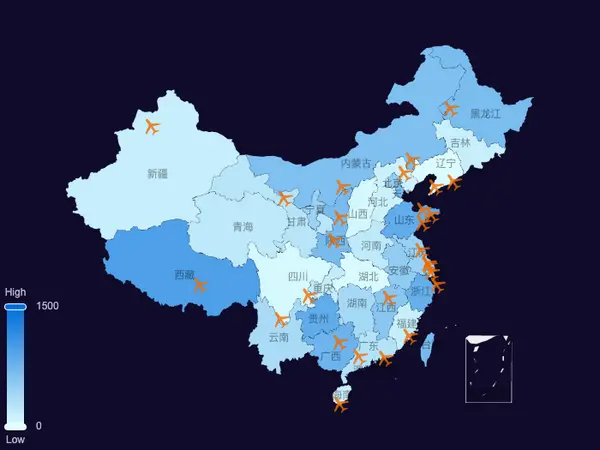 黑龙江
吉林
辽宁
内蒙古
新疆
北京
天
河北
宁夏
山西
甘肃
青海
山东
陕西
河南
江
西藏
四川
湖北
安徽
重庆
浙江
湖南
江西
贵州
福建
云南
广西
广东
台
海南
High
1500
0
Low